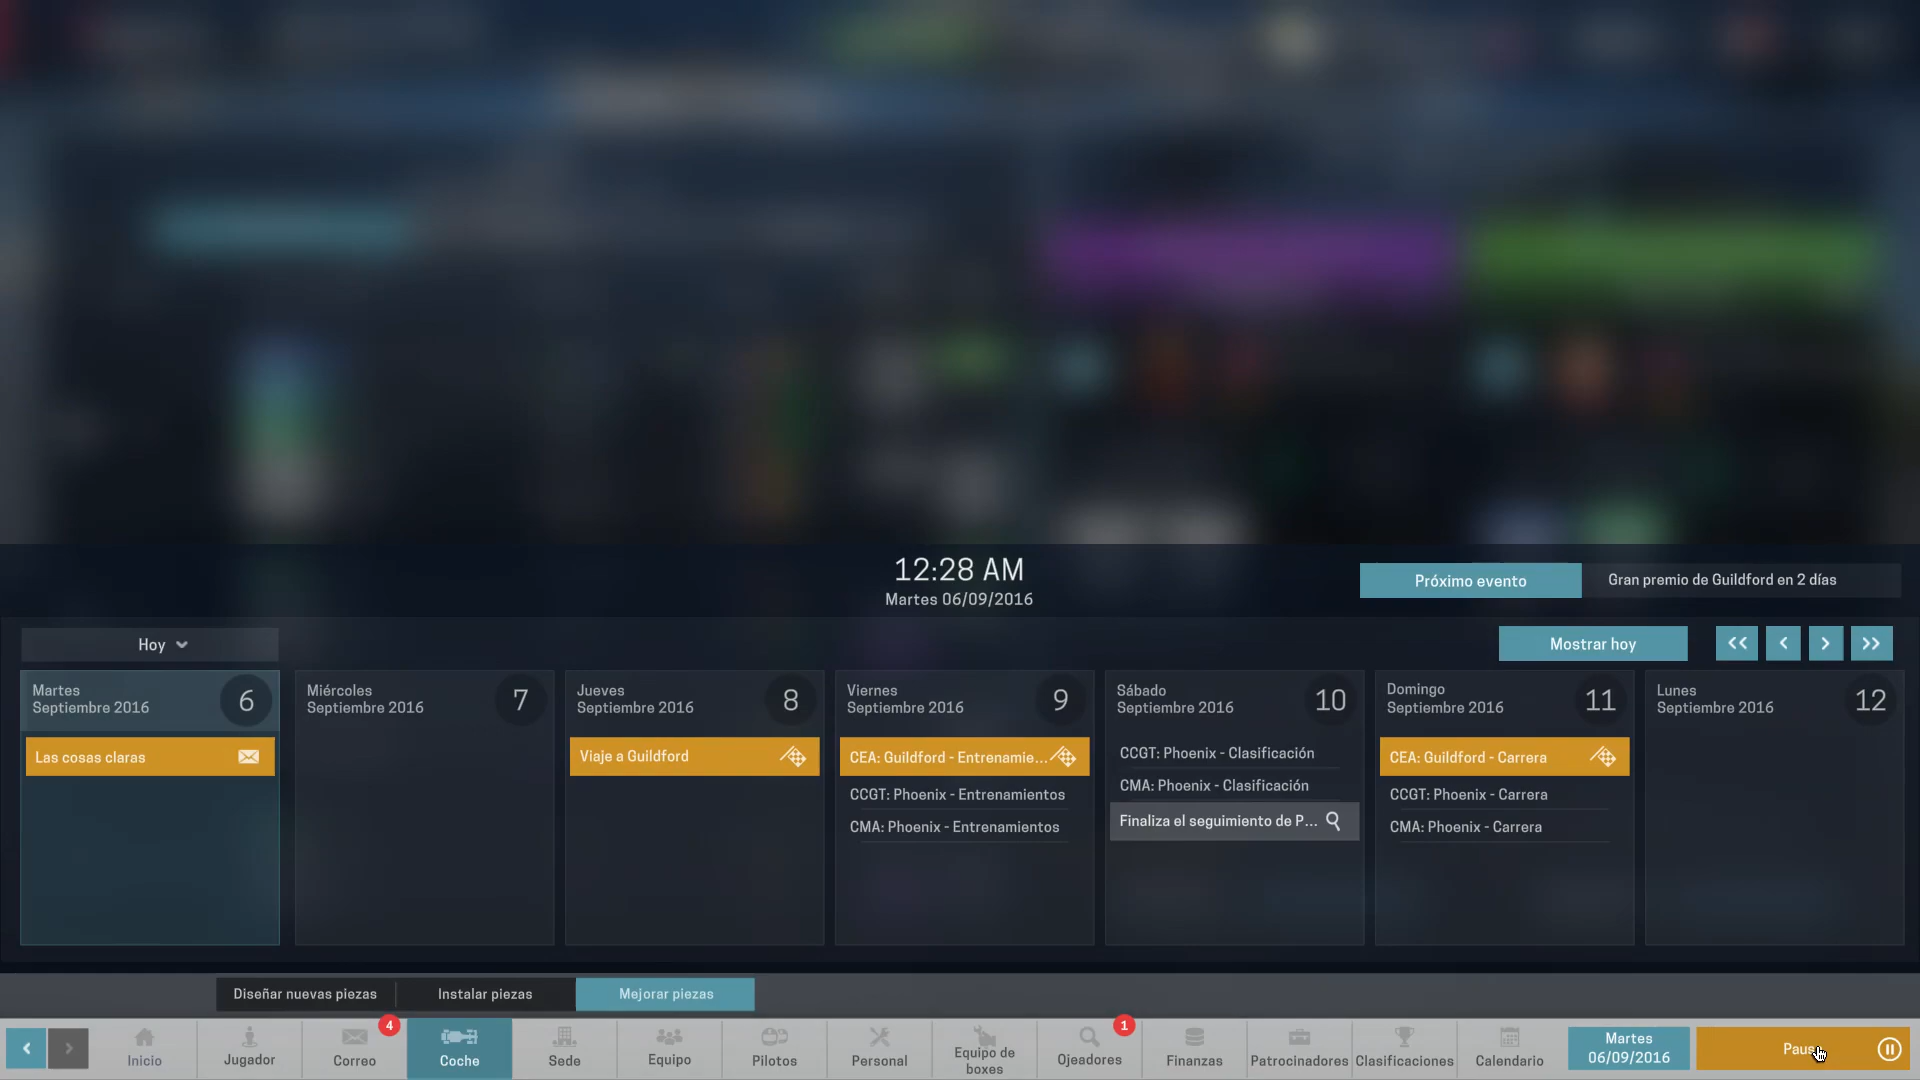 12:28 AM
Martes 06/09/2016
Próximo evento
Gran premio de Guildford en 2 días
Hoy
Mostrar hoy
Martes
Septiembre 2016
6
Las cosas claras
Miércoles
Septiembre 2016
7
Jueves
Septiembre 2016
8
Viaje a Guildford
Viernes
Septiembre 2016
9
CEA: Guildford - Entrenamie...
CCGT: Phoenix - Entrenamientos
CMA: Phoenix - Entrenamientos
Sábado
Septiembre 2016
10
CCGT: Phoenix - Clasificación
CMA: Phoenix - Clasificación
Finaliza el seguimiento de P...
Domingo
Septiembre 2016
11
CEA: Guildford - Carrera
CCGT: Phoenix - Carrera
CMA: Phoenix - Carrera
Lunes
Septiembre 2016
12
Diseñar nuevas piezas
Instalar piezas
Mejorar piezas
Inicio
Jugador
4
Correo
Coche
Sede
Equipo
Pilotos
Personal
Equipo de
boxes
1
Ojeadores
Finanzas
Patrocinadores
Clasificaciones
Calendario
Martes
06/09/2016